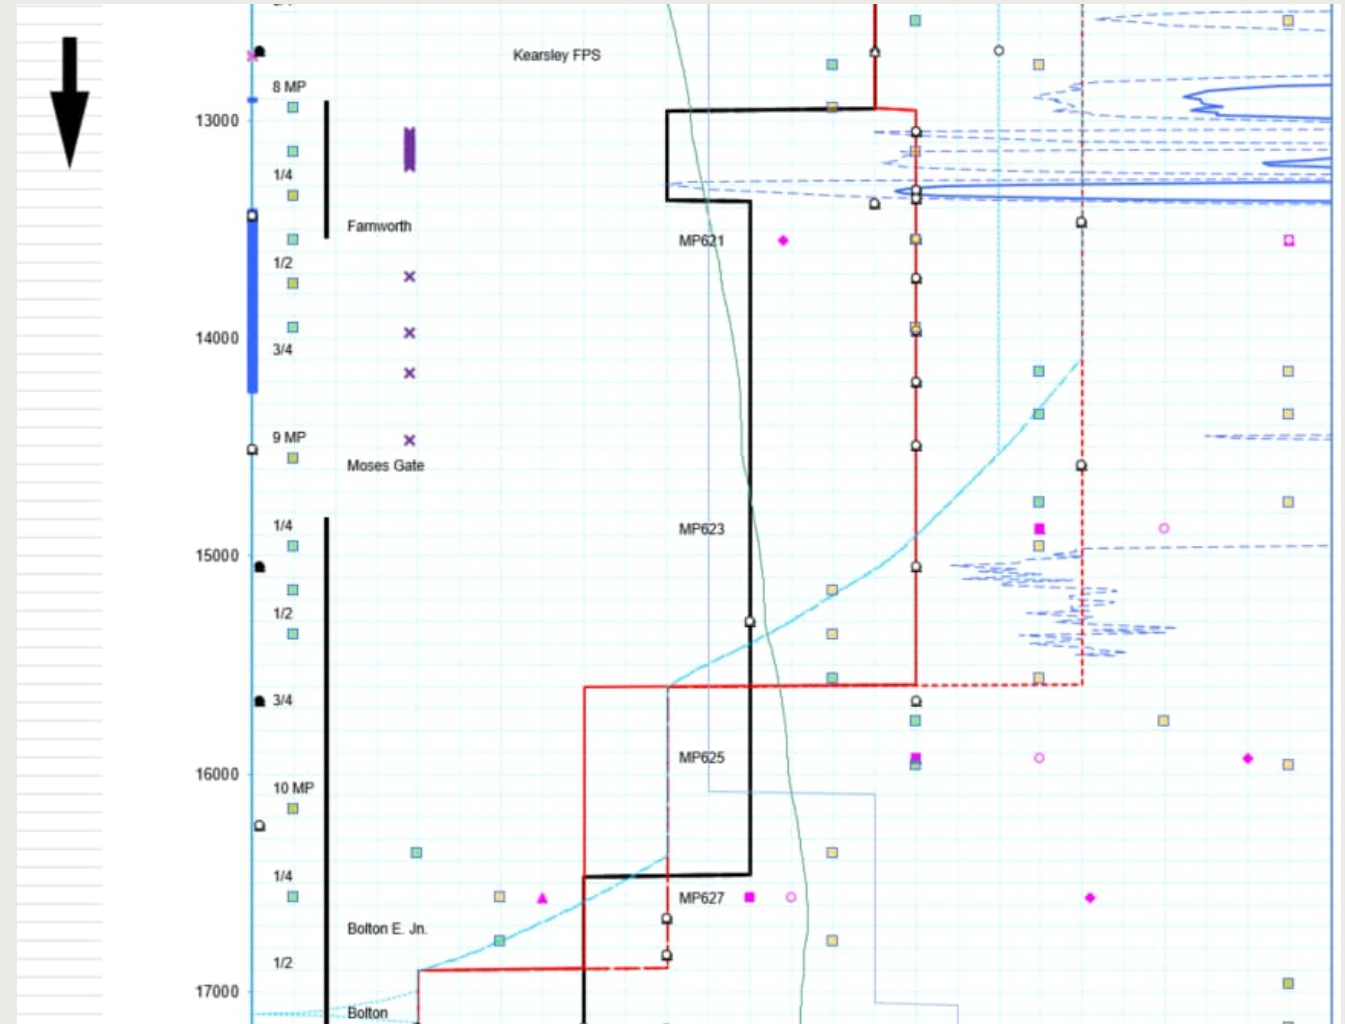 Kearsley FPS
8 MP
13000
1/4
Farnworth
MP621
1/2
14000
3/4
9 MP
Moses Gate
1/4
MP623
15000
1/2
3/4
MP625
16000
10 MP
1/4
MP627
Bolton E. Jn.
1/2
17000
Bolton